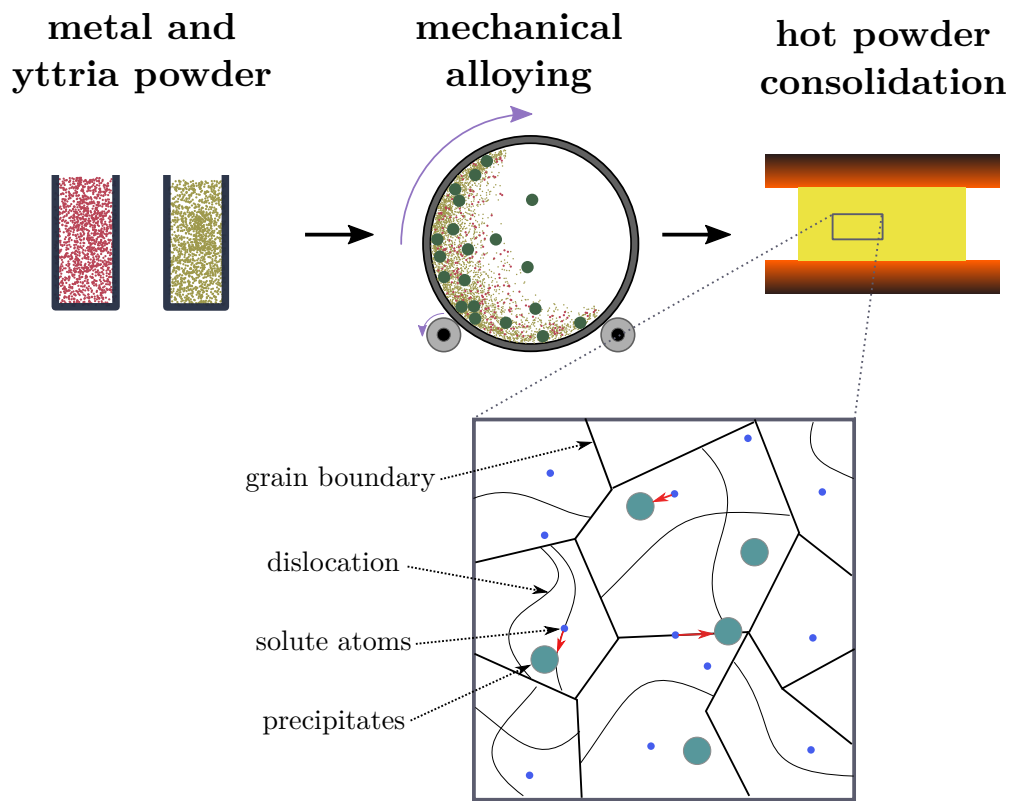 metal and
yttria powder
mechanical
alloying
hot powder
consolidation
grain boundary
dislocation
solute atoms
precipitates